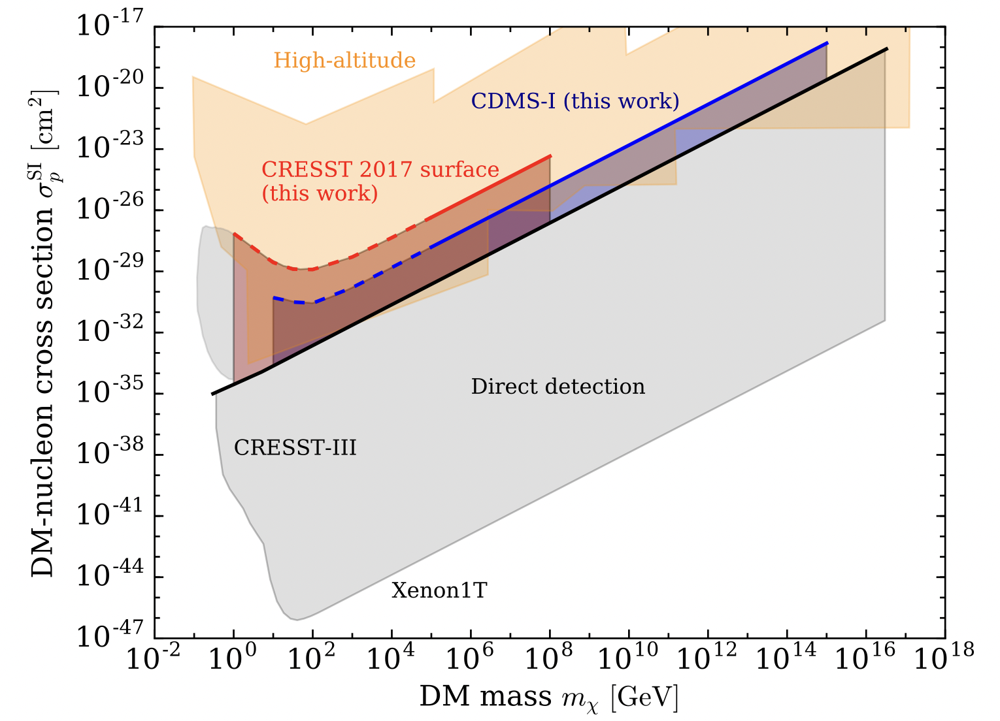 10^-17
10^-20
10^-23
10^-26
10^-29
10^-32
10^-35
10^-38
10^-41
10^-44
10^-47
DM-nucleon cross section σ_p^SI [cm^2]
High-altitude
CDMS-I (this work)
CRESST 2017 surface
(this work)
Direct detection
CRESST-III
Xenon1T
10^-2 10^0 10^2 10^4 10^6 10^8 10^10 10^12 10^14 10^16 10^18
DM mass m_χ [GeV]